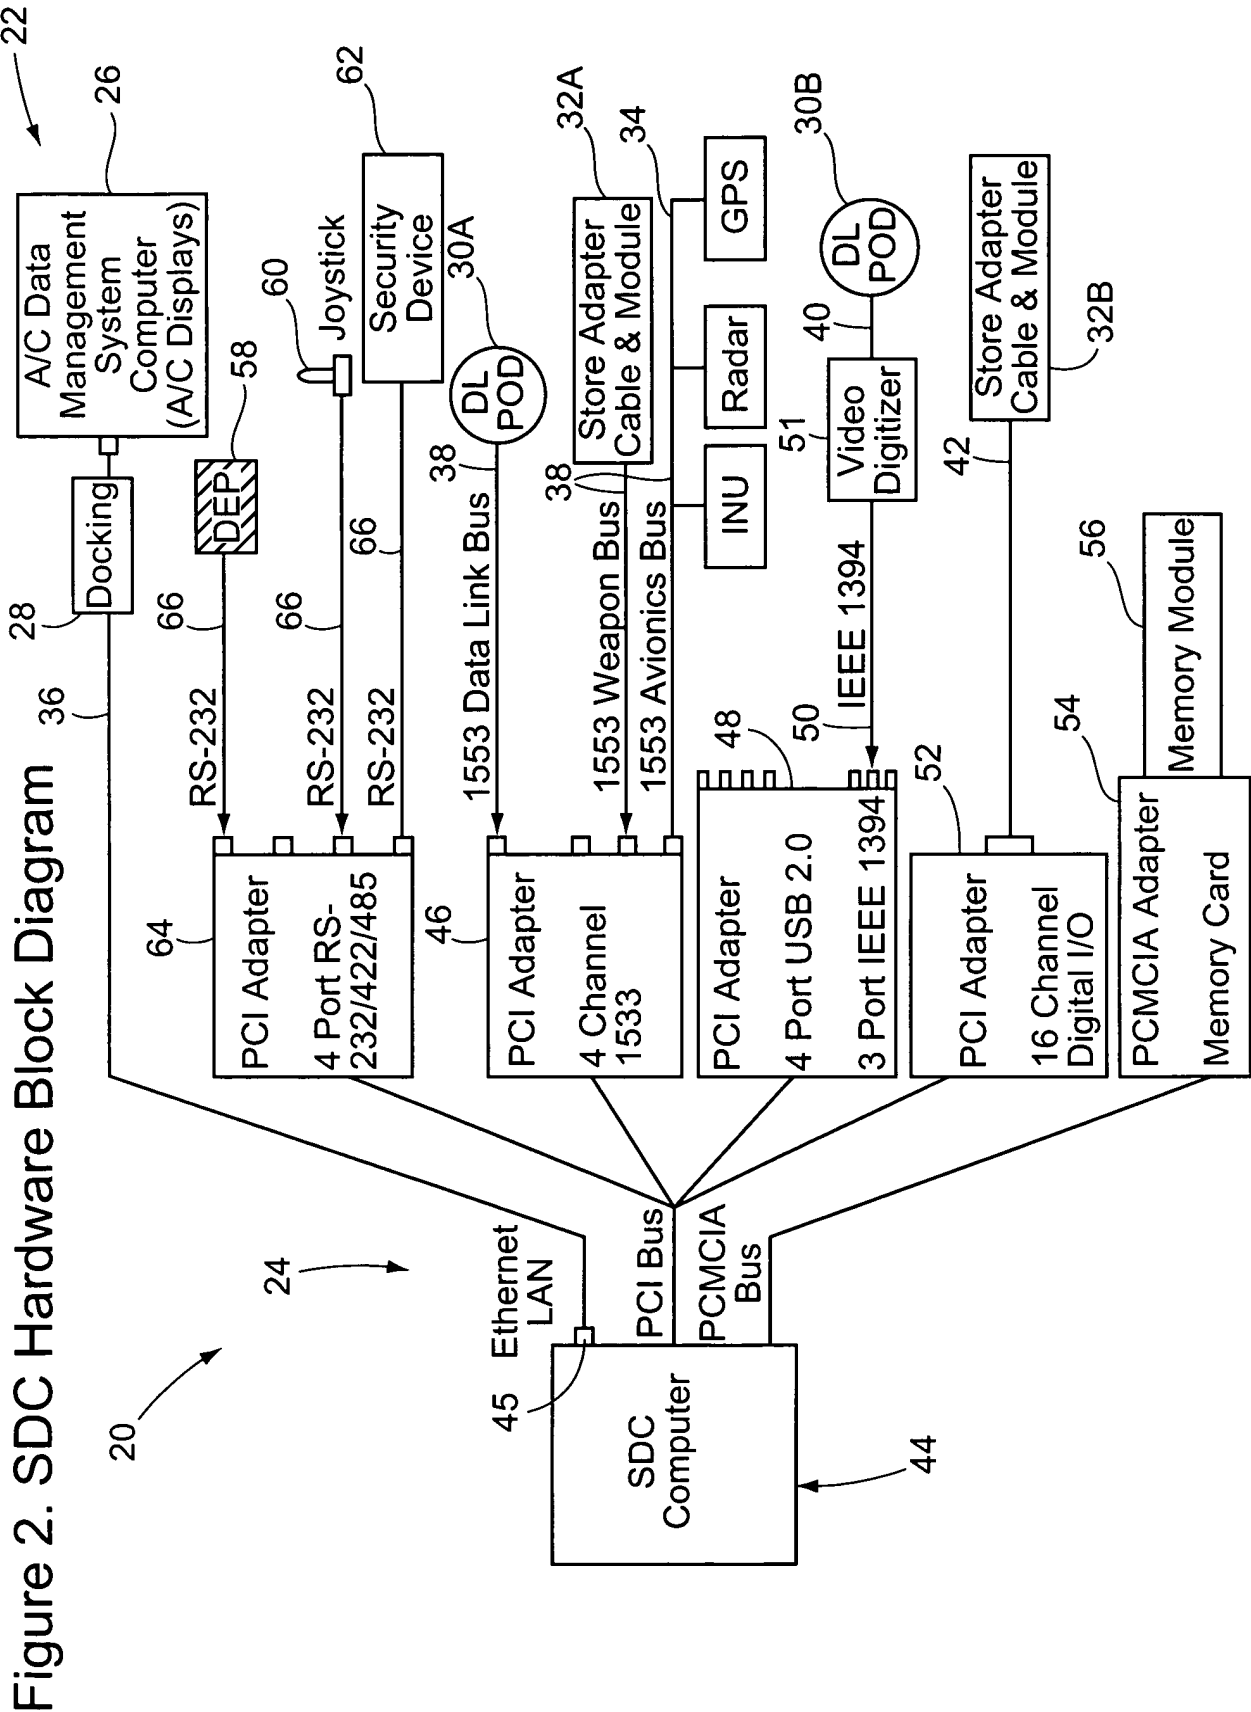 Figure 2. SDC Hardware Block Diagram
20
24
22
SDC
Computer
44
45
Ethernet
LAN
PCI Bus
PCMCIA
Bus
36
28
Docking
A/C Data
Management
System
Computer
(A/C Displays)
26
64
PCI Adapter
4 Port RS-
232/422/485
RS-232
66
DEP
58
RS-232
66
60
Joystick
RS-232
66
Security
Device
62
46
PCI Adapter
4 Channel
1533
1553 Data Link Bus
38
DL
POD
30A
1553 Weapon Bus
38
Store Adapter
Cable & Module
32A
1553 Avionics Bus
34
INU
Radar
GPS
PCI Adapter
4 Port USB 2.0
3 Port IEEE 1394
48
50
IEEE 1394
51
Video
Digitizer
40
DL
POD
30B
52
PCI Adapter
16 Channel
Digital I/O
42
Store Adapter
Cable & Module
32B
54
PCMCIA Adapter
Memory Card
Memory Module
56